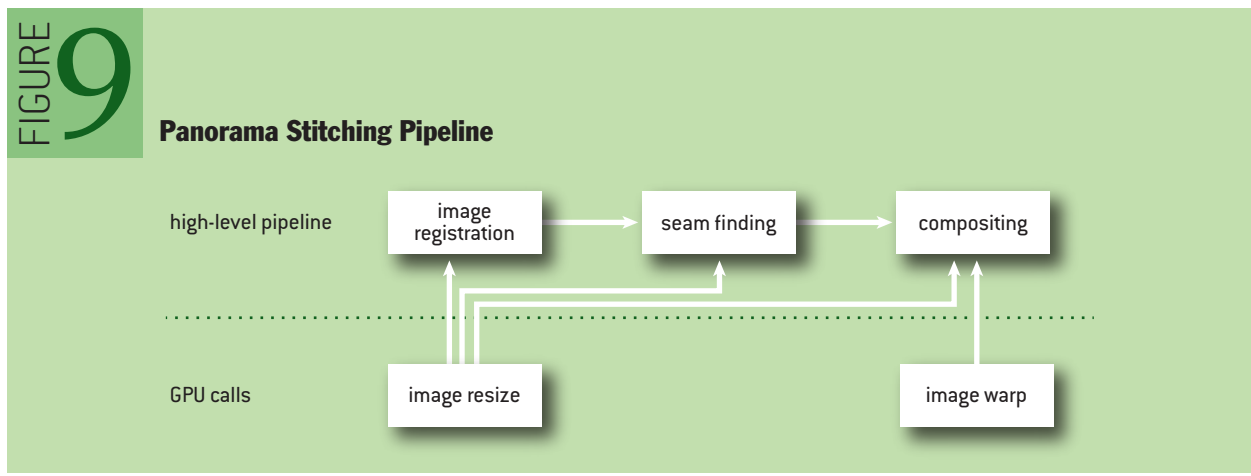 FIGURE
9
Panorama Stitching Pipeline
high-level pipeline
image
registration
seam finding
compositing
GPU calls
image resize
image warp